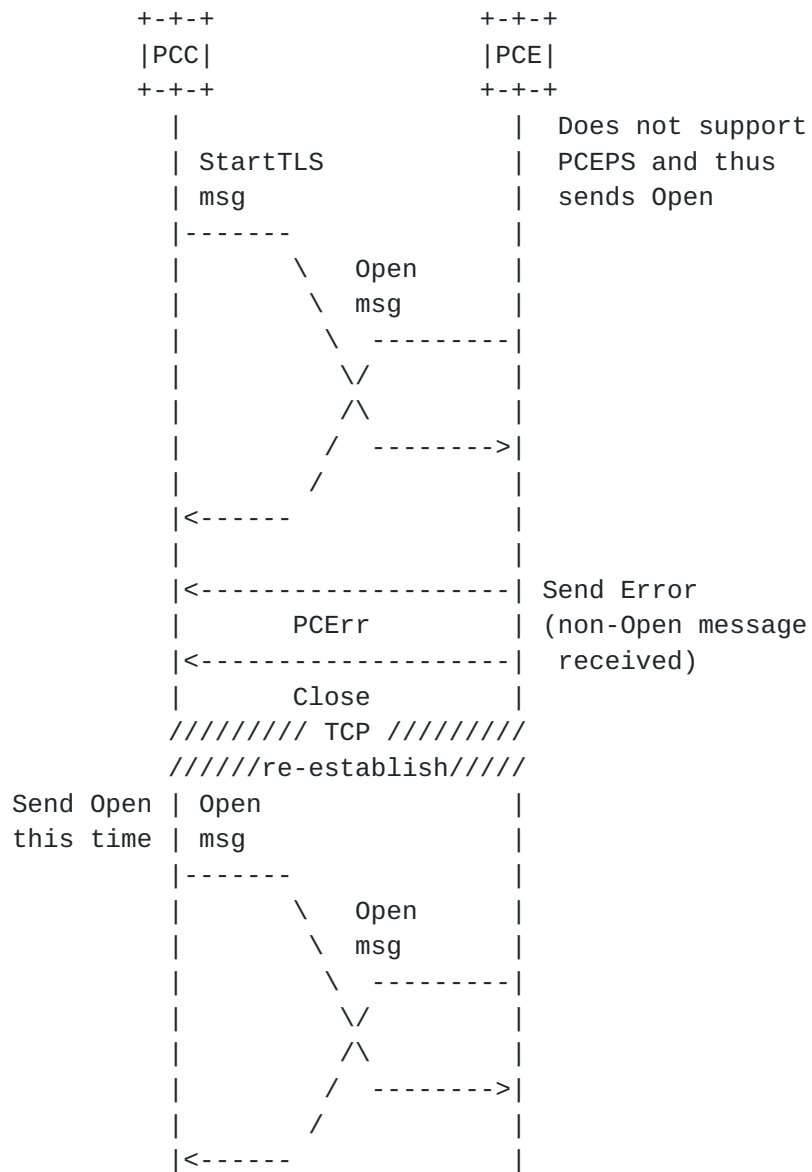 +-+-+                 +-+-+
|PCC|                 |PCE|
+-+-+                 +-+-+
  |                     |  Does not support
  | StartTLS            |  PCEPS and thus
  | msg                 |  sends Open
  |-------              |
  |       \   Open      |
  |        \  msg       |
  |         \  ---------|
  |          \/         |
  |          /\         |
  |         /  -------->|
  |        /            |
  |<------              |
  |                     |
  |<--------------------| Send Error
  |       PCErr         | (non-Open message
  |<--------------------|  received)
  |       Close         |
  ///////// TCP /////////
  //////re-establish/////
Send Open | Open                |
this time | msg                 |
  |-------              |
  |       \   Open      |
  |        \  msg       |
  |         \  ---------|
  |          \/         |
  |          /\         |
  |         /  -------->|
  |        /            |
  |<------              |